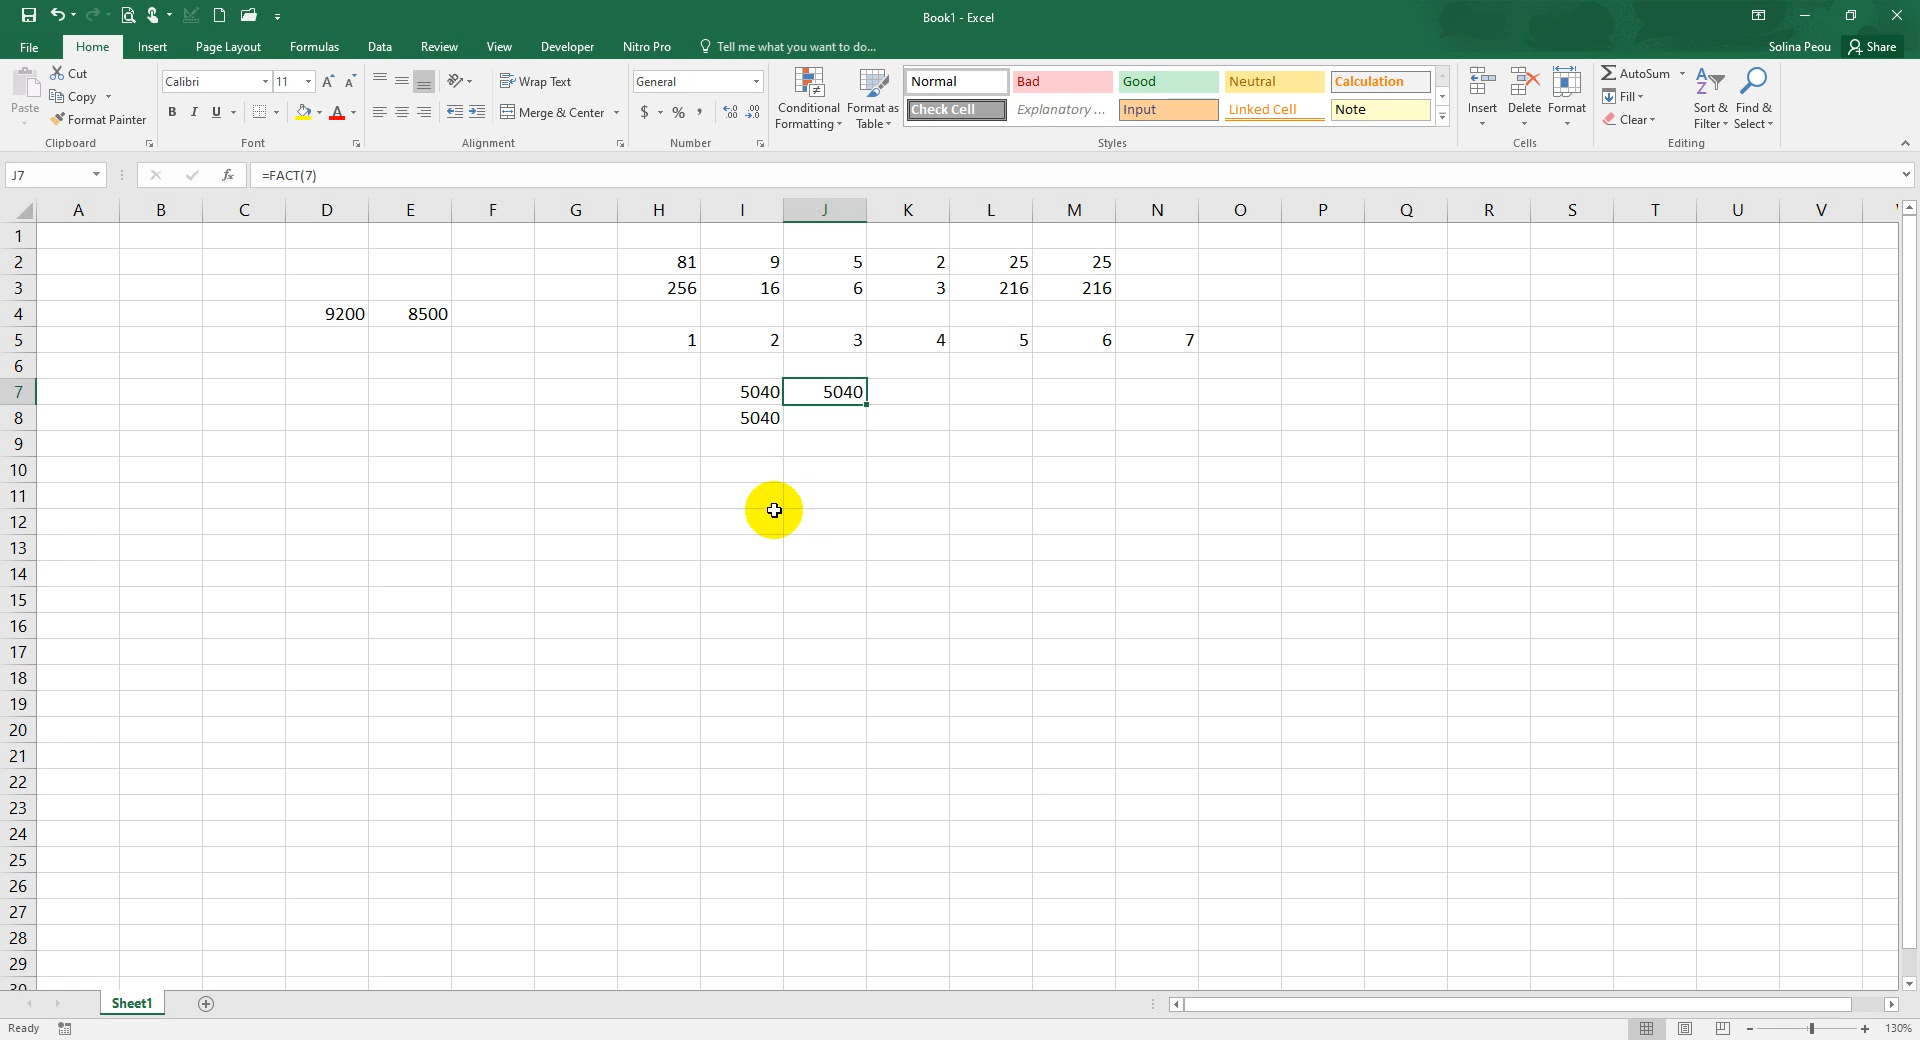 Book1 - Excel
File Home Insert Page Layout Formulas Data Review View Developer Nitro Pro Tell me what you want to do... Solina Peou Share
Paste Cut Copy Format Painter Clipboard
Calibri 11 B I U Font
Wrap Text Merge & Center Alignment
General $ % , Number
Conditional Formatting Format as Table
Normal Bad Good Neutral Calculation
Check Cell Explanatory ... Input Linked Cell Note
Styles
Insert Delete Format Cells
AutoSum Fill Clear Sort & Filter Find & Select Editing
J7 fx =FACT(7)
A B C D E F G H I J K L M N O P Q R S T U V
1
2 81 9 5 2 25 25
3 256 16 6 3 216 216
4 9200 8500
5 1 2 3 4 5 6 7
6
7 5040 5040
8 5040
9
10
11
12
13
14
15
16
17
18
19
20
21
22
23
24
25
26
27
28
29
30
Sheet1
Ready 130%